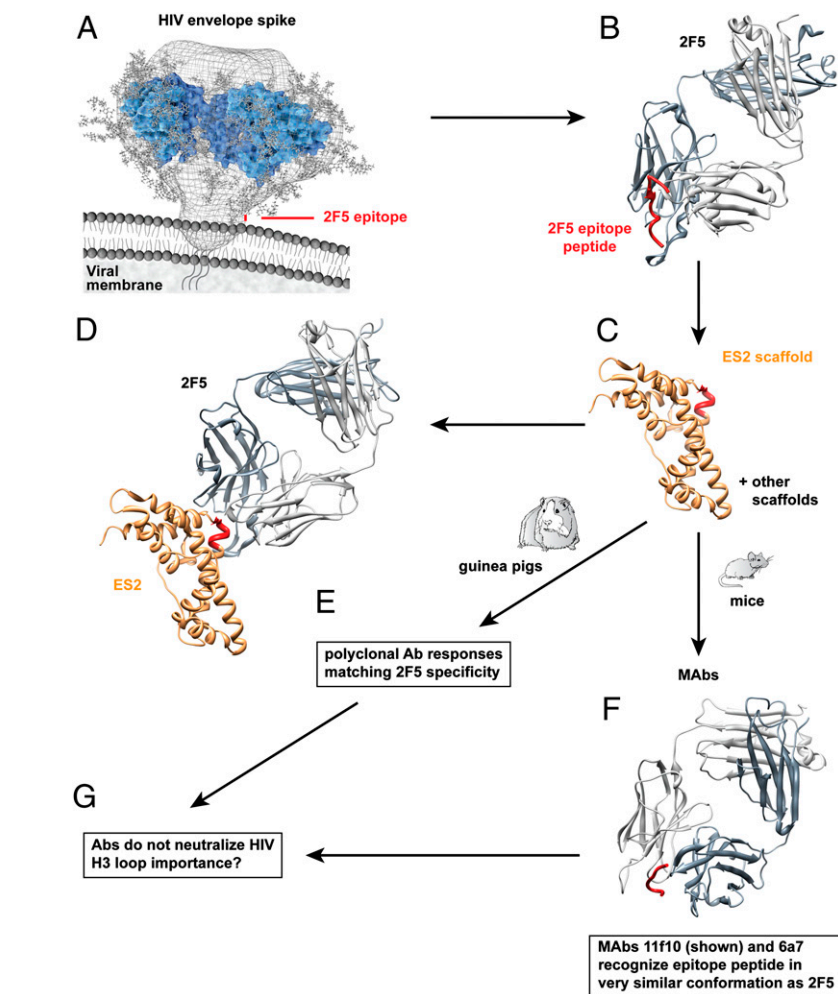 A
HIV envelope spike
2F5 epitope
Viral
membrane
B
2F5
2F5 epitope
peptide
C
ES2 scaffold
+ other
scaffolds
D
2F5
ES2
guinea pigs
mice
E
polyclonal Ab responses
matching 2F5 specificity
MAbs
F
G
Abs do not neutralize HIV
H3 loop importance?
MAbs 11f10 (shown) and 6a7
recognize epitope peptide in
very similar conformation as 2F5